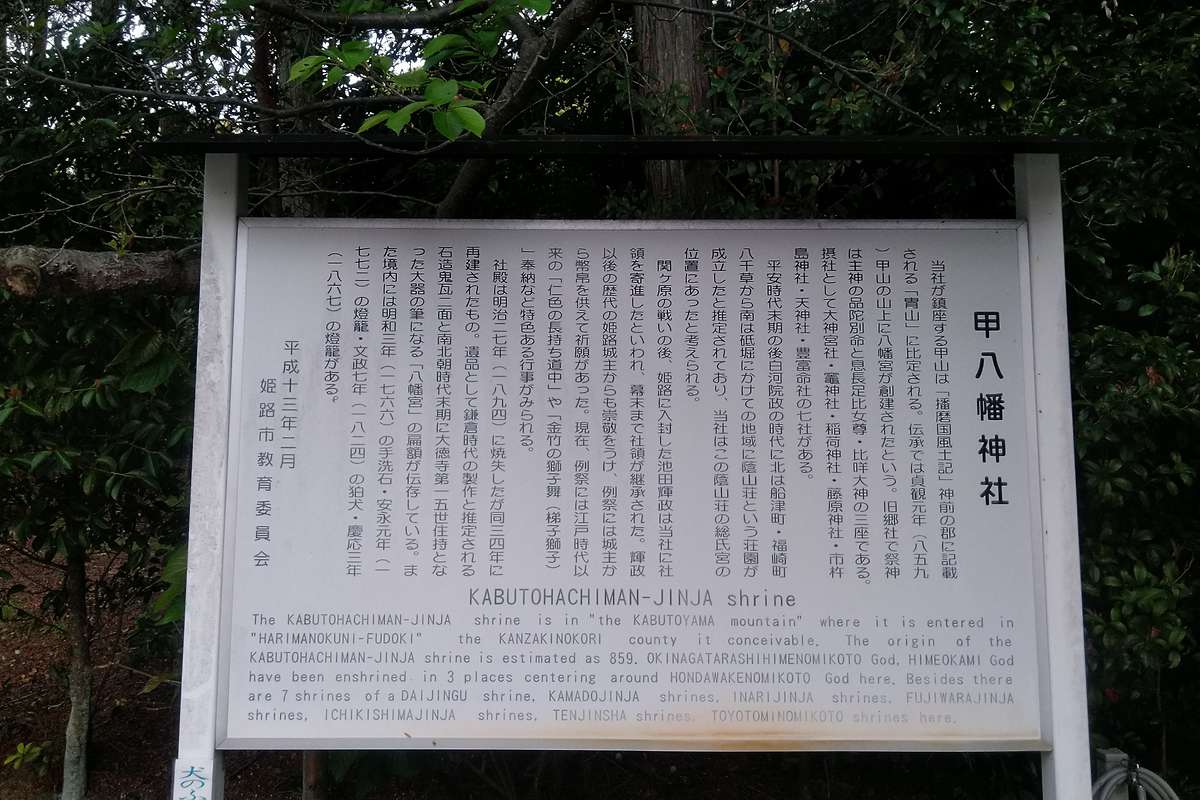 甲八幡神社
当社が鎮座する甲山は「播磨国風土記」神前の郡に記載
される「冑山」に比定される。伝承では貞観元年(八五九
)甲山の山上に八幡宮が創建されたという。旧郷社で祭神
は主神の品陀別命と息長足比女尊・比咩大神の三座である。
摂社として大神宮社・竈神社・稲荷神社・藤原神社・市杵
島神社・天神社・豊富命社の七社がある。
平安時代末期の後白河院政の時代に北は船津町・福崎町
八千草から南は砥堀にかけての地域に蔭山荘という荘園が
成立したと推定されており、当社はこの蔭山荘の総氏宮の
位置にあったと考えられる。
関ヶ原の戦いの後、姫路に入封した池田輝政は当社に社
領を寄進したといわれ、幕末まで社領が継承された。輝政
以後の歴代の姫路城主からも崇敬をうけ、例祭には城主か
ら幣帛を供えて祈願があった。現在、例祭には江戸時代以
来の「仁色の長持ち道中」や「金竹の獅子舞(梯子獅子)
」奉納など特色ある行事がみられる。
社殿は明治二七年(一八九四)に焼失したが同三四年に
再建されたもの。遺品として鎌倉時代の製作と推定される
石造鬼瓦二面と南北朝時代末期に大徳寺第一五世住持とな
った大器の筆になる「八幡宮」の扁額が伝存している。ま
た境内には明和三年(一七六六)の手洗石・安永元年(一
七七二)の燈籠・文政七年(一八二四)の狛犬・慶応三年
(一八六七)の燈籠がある。
平成十三年二月
姫路市教育委員会
KABUTOHACHIMAN-JINJA shrine
The KABUTOHACHIMAN-JINJA shrine is in "the KABUTOYAMA mountain" where it is entered in
"HARIMANOKUNI-FUDOKI" the KANZAKINOKORI county it conceivable. The origin of the
KABUTOHACHIMAN-JINJA shrine is estimated as 859. OKINAGATARASHIHIMENOMIKOTO God, HIMEOKAMI God
have been enshrined in 3 places centering around HONDAWAKENOMIKOTO God here. Besides there
are 7 shrines of a DAIJINGU shrine, KAMADOJINJA shrines, INARIJINJA shrines, FUJIWARAJINJA
shrines, ICHIKISHIMAJINJA shrines, TENJINSHA shrines, TOYOTOMINOMIKOTO shrines here.
犬のふ